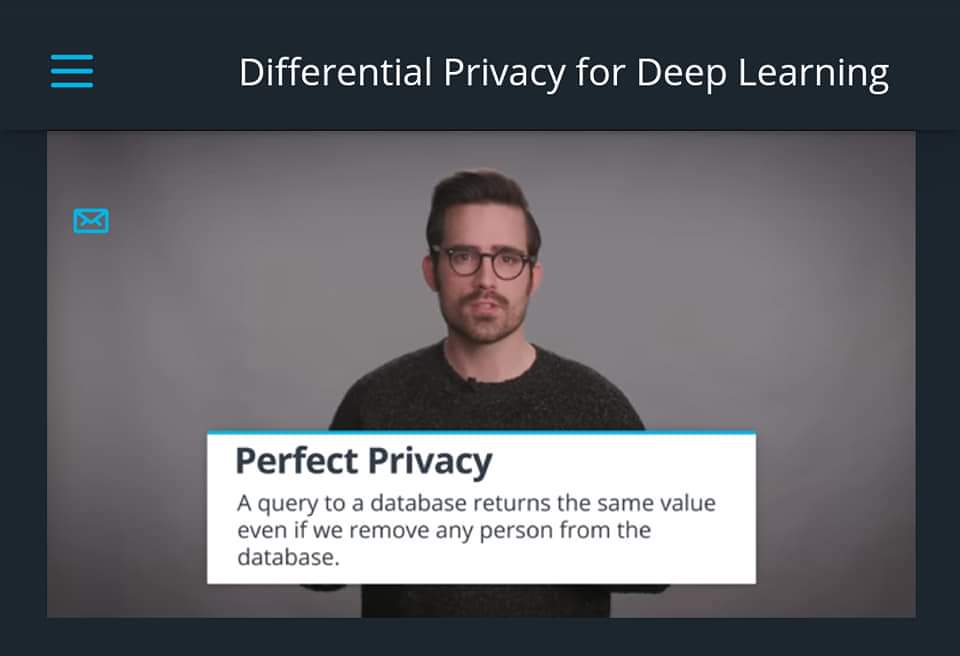 Differential Privacy for Deep Learning
Perfect Privacy
A query to a database returns the same value
even if we remove any person from the
database.